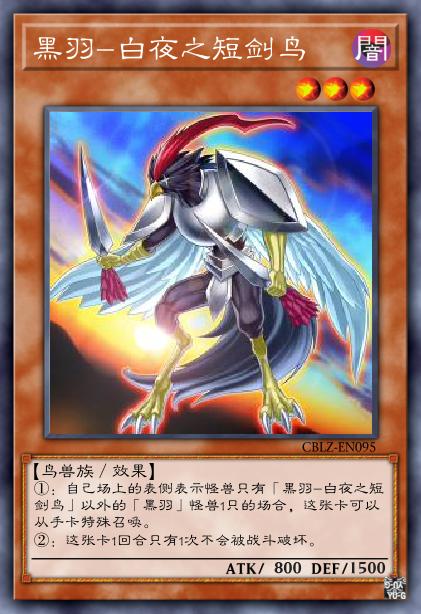 黑羽-白夜之短剑鸟
闇
CBLZ-EN095
【鸟兽族 / 效果】
①：自己场上的表侧表示怪兽只有「黑羽-白夜之短
剑鸟」以外的「黑羽」怪兽1只的场合，这张卡可以
从手卡特殊召唤。
②：这张卡1回合只有1次不会被战斗破坏。
ATK/ 800 DEF/1500